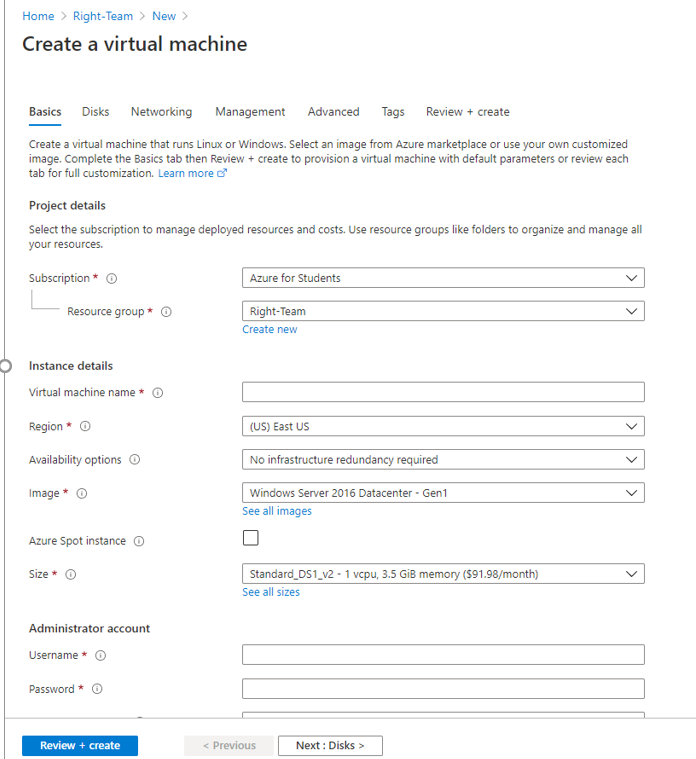 Home > Right-Team > New >
Create a virtual machine
Basics Disks Networking Management Advanced Tags Review + create
Create a virtual machine that runs Linux or Windows. Select an image from Azure marketplace or use your own customized
image. Complete the Basics tab then Review + create to provision a virtual machine with default parameters or review each
tab for full customization. Learn more
Project details
Select the subscription to manage deployed resources and costs. Use resource groups like folders to organize and manage all
your resources.
Subscription * Azure for Students
Resource group * Right-Team
Create new
Instance details
Virtual machine name *
Region * (US) East US
Availability options No infrastructure redundancy required
Image * Windows Server 2016 Datacenter - Gen1
See all images
Azure Spot instance
Size * Standard_DS1_v2 - 1 vcpu, 3.5 GiB memory ($91.98/month)
See all sizes
Administrator account
Username *
Password *
Review + create < Previous Next : Disks >